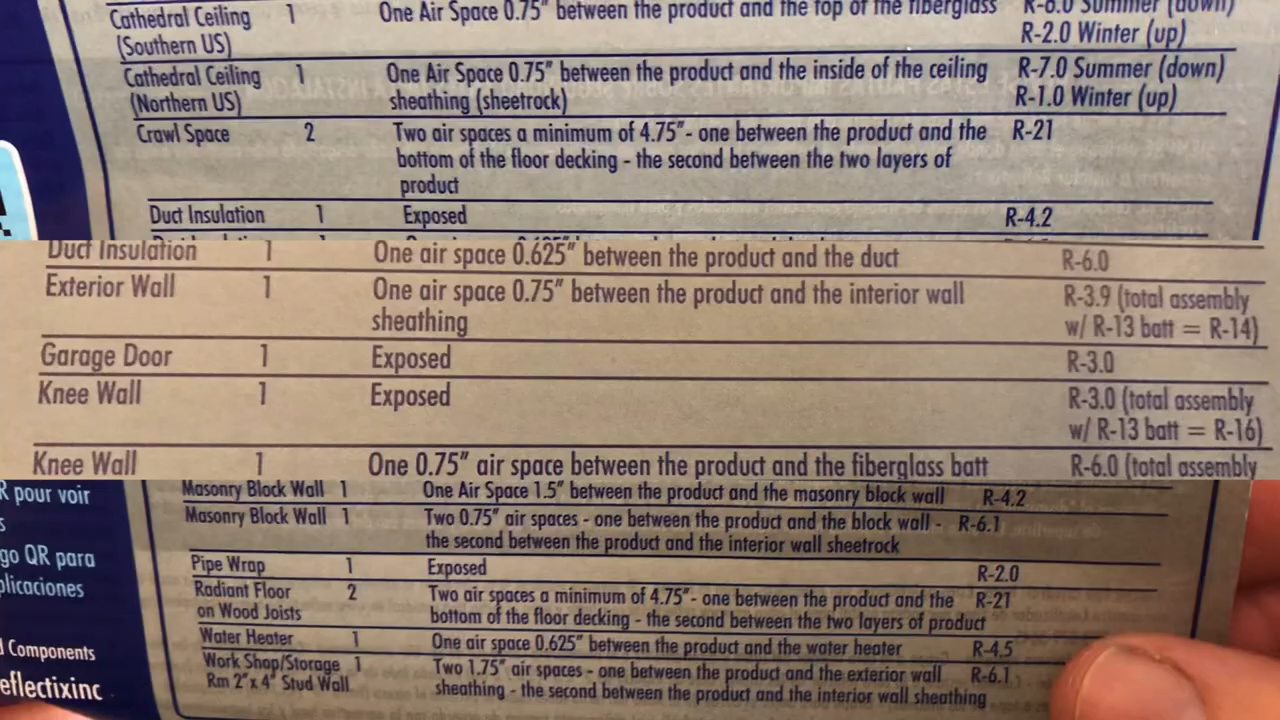 Cathedral Ceiling 1 One Air Space 0.75" between the product and the top of the fiberglass R-8.0 Summer (down)
(Southern US) R-2.0 Winter (up)
Cathedral Ceiling 1 One Air Space 0.75" between the product and the inside of the ceiling R-7.0 Summer (down)
(Northern US) sheathing (sheetrock) R-1.0 Winter (up)
Crawl Space 2 Two air spaces a minimum of 4.75"- one between the product and the R-21
bottom of the floor decking - the second between the two layers of
product
Duct Insulation 1 Exposed R-4.2
Duct Insulation 1 One air space 0.625" between the product and the duct R-6.0
Exterior Wall 1 One air space 0.75" between the product and the interior wall R-3.9 (total assembly
sheathing w/ R-13 batt = R-14)
Garage Door 1 Exposed R-3.0
Knee Wall 1 Exposed R-3.0 (total assembly
w/ R-13 batt = R-16)
Knee Wall 1 One 0.75" air space between the product and the fiberglass batt R-6.0 (total assembly
R pour voir
s
go QR para
plicaciones
d Components
eflectixinc
Masonry Block Wall 1 One Air Space 1.5" between the product and the masonry block wall R-4.2
Masonry Block Wall 1 Two 0.75" air spaces - one between the product and the block wall - R-6.1
the second between the product and the interior wall sheetrock
Pipe Wrap 1 Exposed R-2.0
Radiant Floor 2 Two air spaces a minimum of 4.75"- one between the product and the R-21
on Wood Joists bottom of the floor decking - the second between the two layers of product
Water Heater 1 One air space 0.625" between the product and the water heater R-4.5
Work Shop/Storage 1 Two 1.75" air spaces - one between the product and the exterior wall R-6.1
Rm 2"x 4" Stud Wall sheathing - the second between the product and the interior wall sheathing